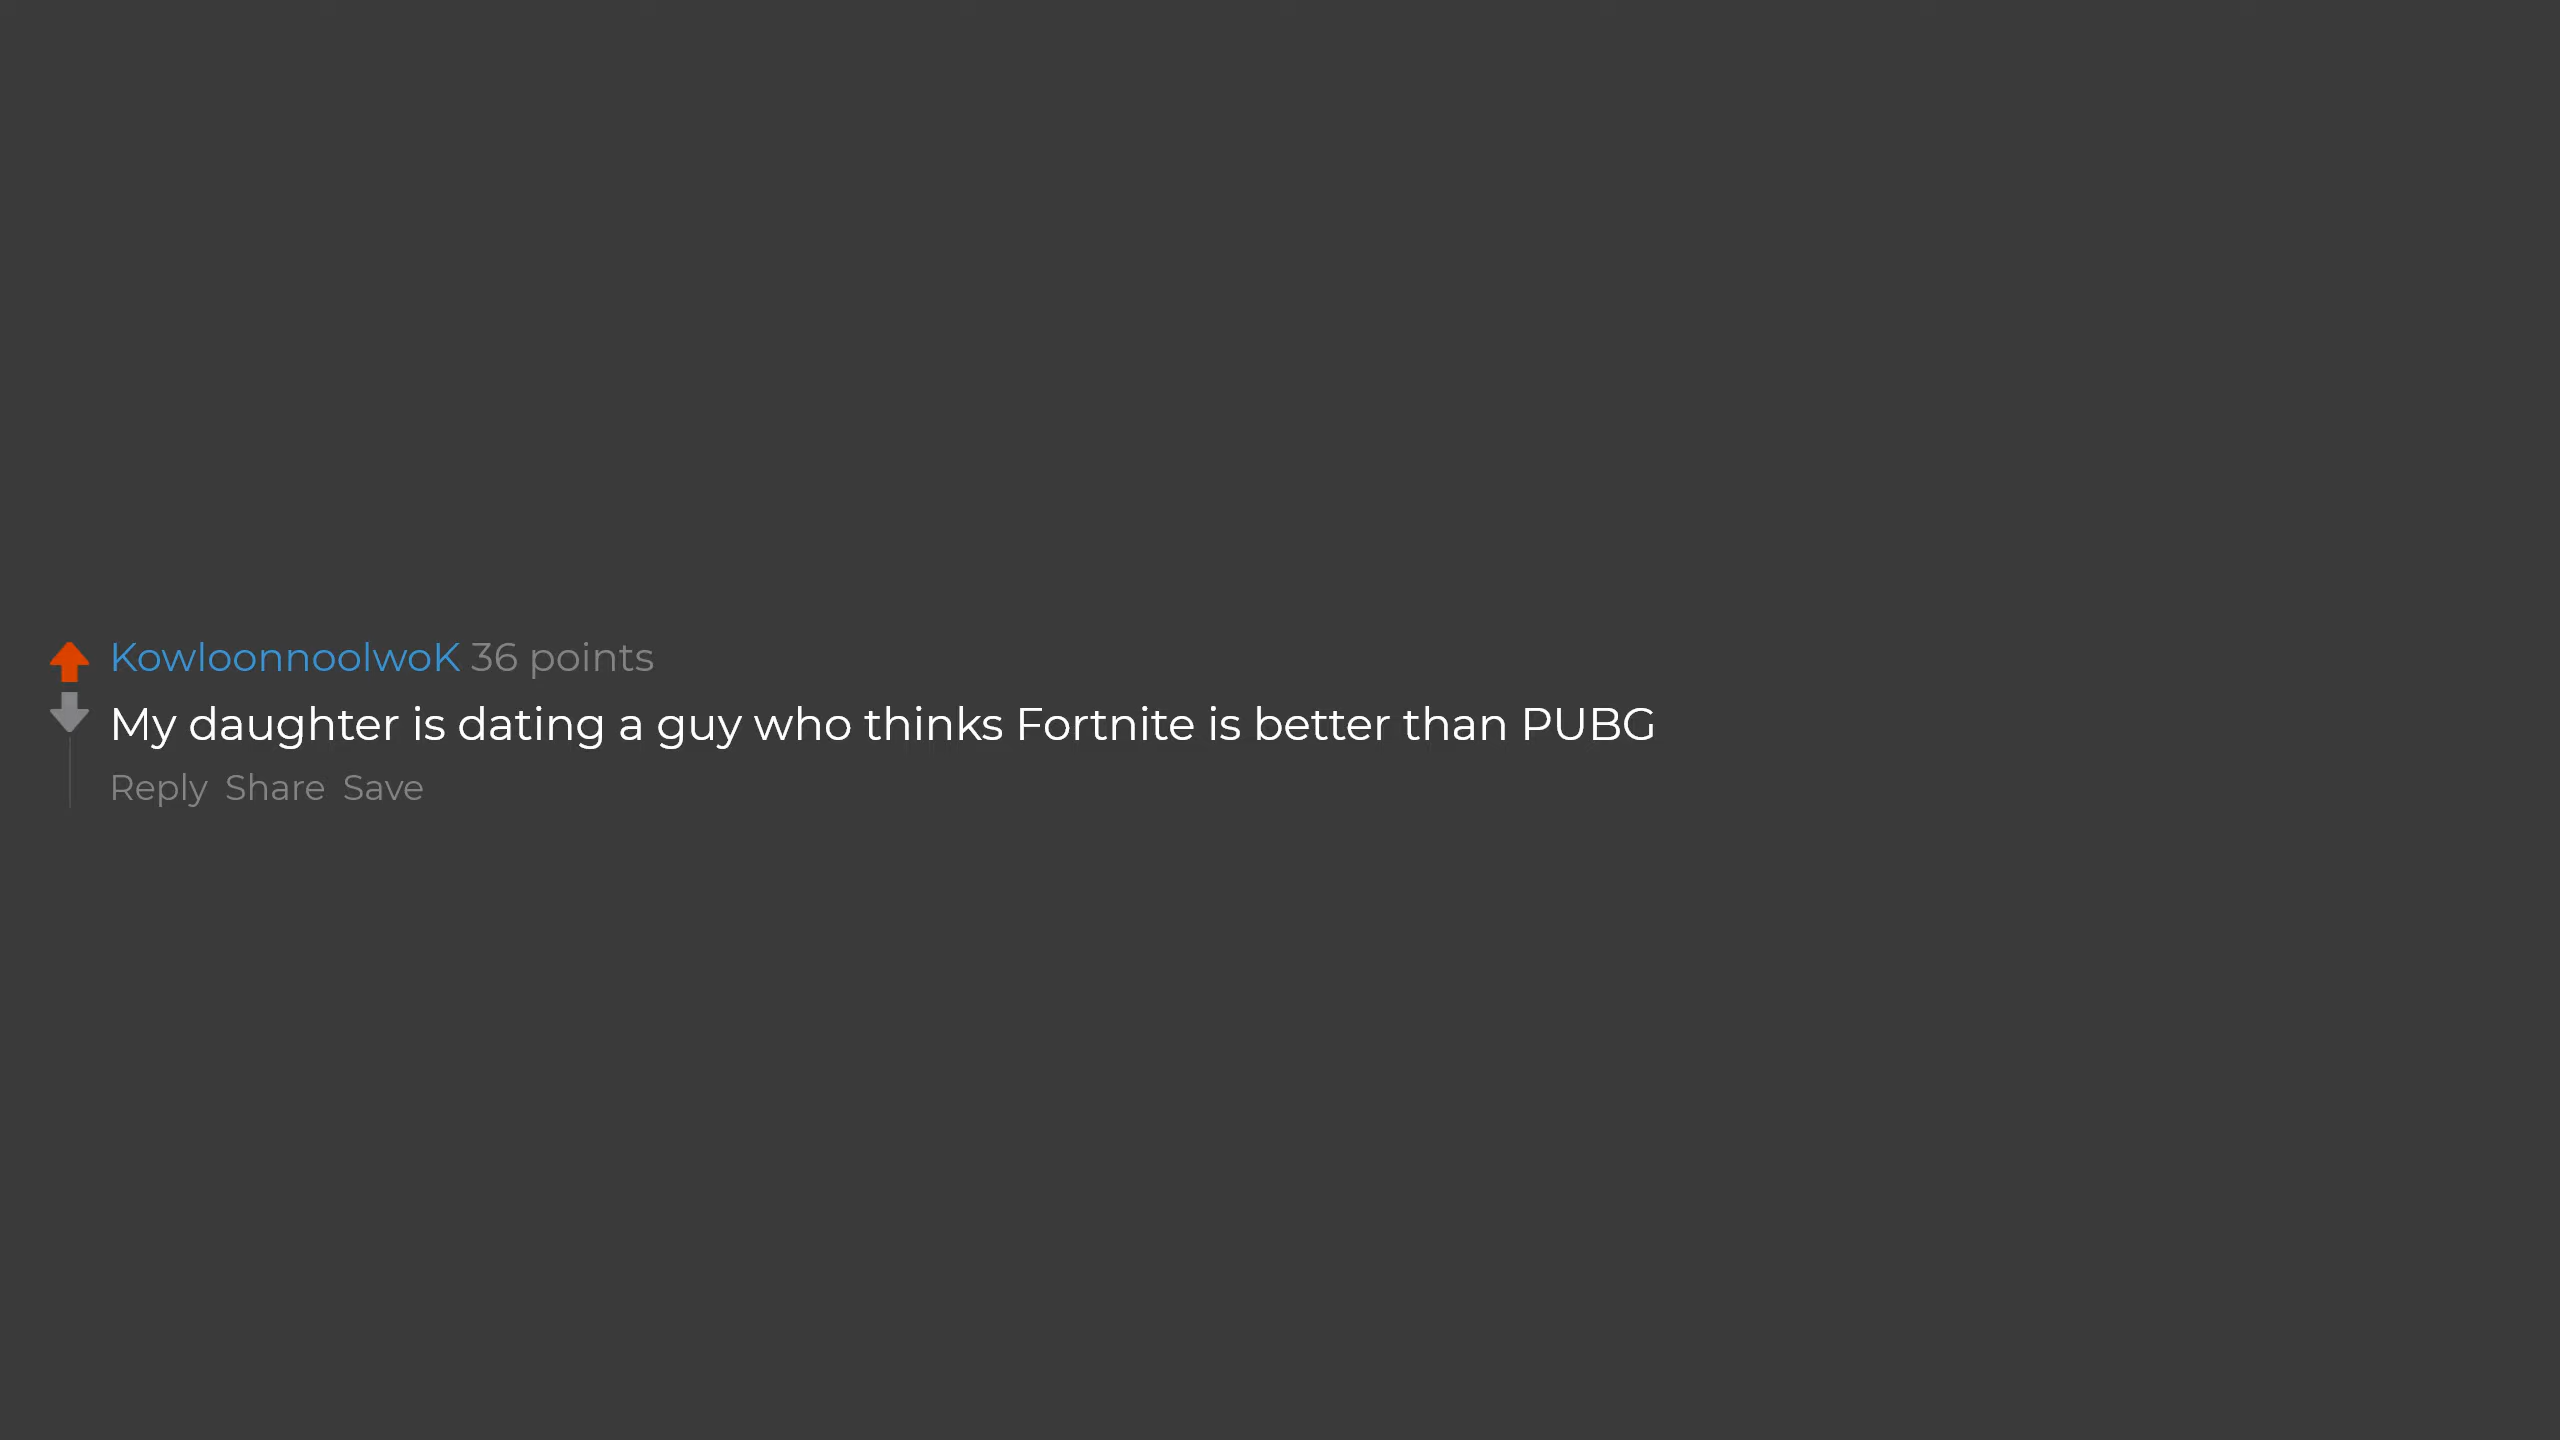 KowloonnoolwoK 36 points
My daughter is dating a guy who thinks Fortnite is better than PUBG
Reply Share Save